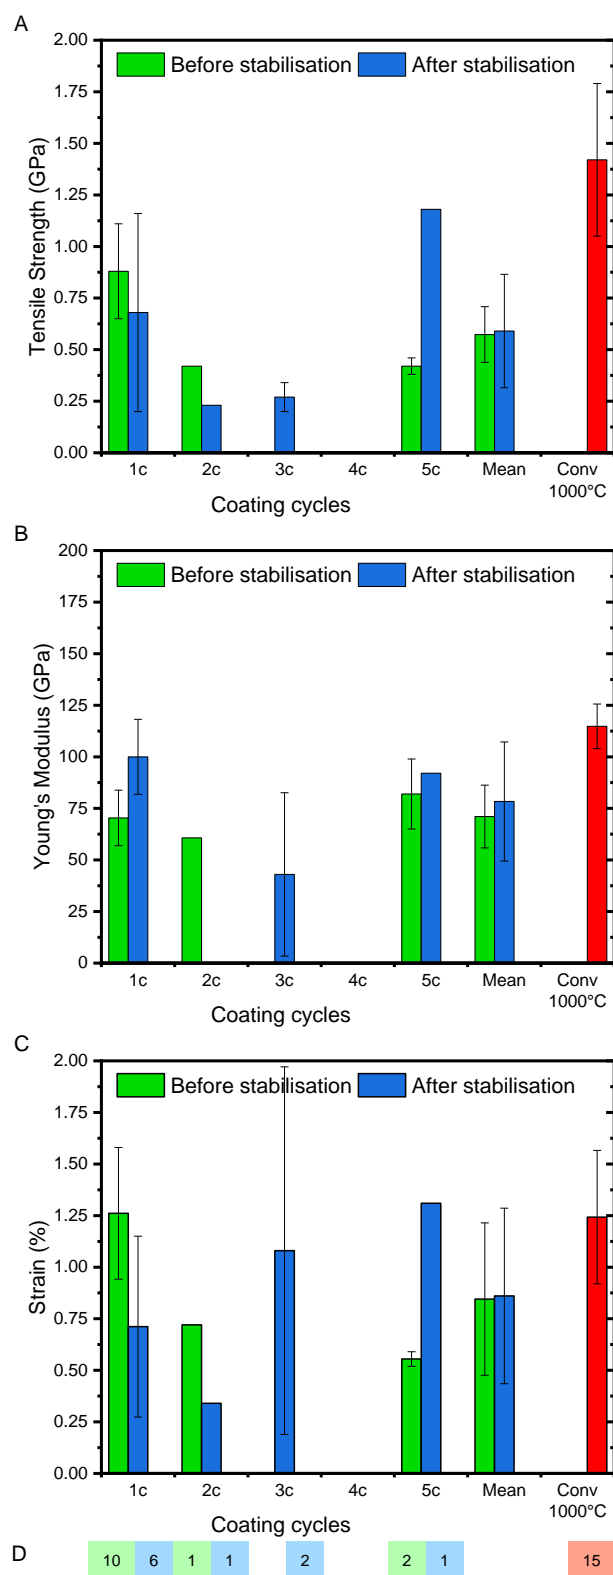 A
2.00
Before stabilisation After stabilisation
1.75
1.50
1.25
1.00
0.75
0.50
0.25
0.00
Tensile Strength (GPa)
1c 2c 3c 4c 5c Mean Conv
1000°C
Coating cycles
B
200
Before stabilisation After stabilisation
175
150
125
100
75
50
25
0
Young's Modulus (GPa)
1c 2c 3c 4c 5c Mean Conv
1000°C
Coating cycles
C
2.00
Before stabilisation After stabilisation
1.75
1.50
1.25
1.00
0.75
0.50
0.25
0.00
Strain (%)
1c 2c 3c 4c 5c Mean Conv
1000°C
Coating cycles
D 10 6 1 1 2 2 1 15